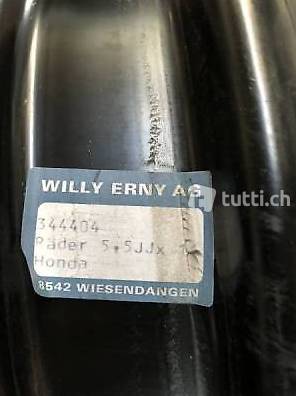 WILLY ERNY AG
tutti.ch
344404
Räder 5.5JJx
Honda
8542 WIESENDANGEN